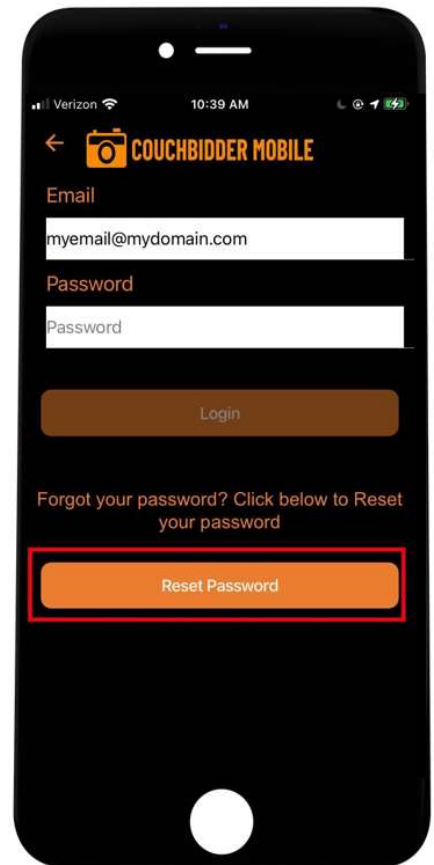 Verizon 10:39 AM
COUCHBIDDER MOBILE
Email
myemail@mydomain.com
Password
Password
Login
Forgot your password? Click below to Reset
your password
Reset Password